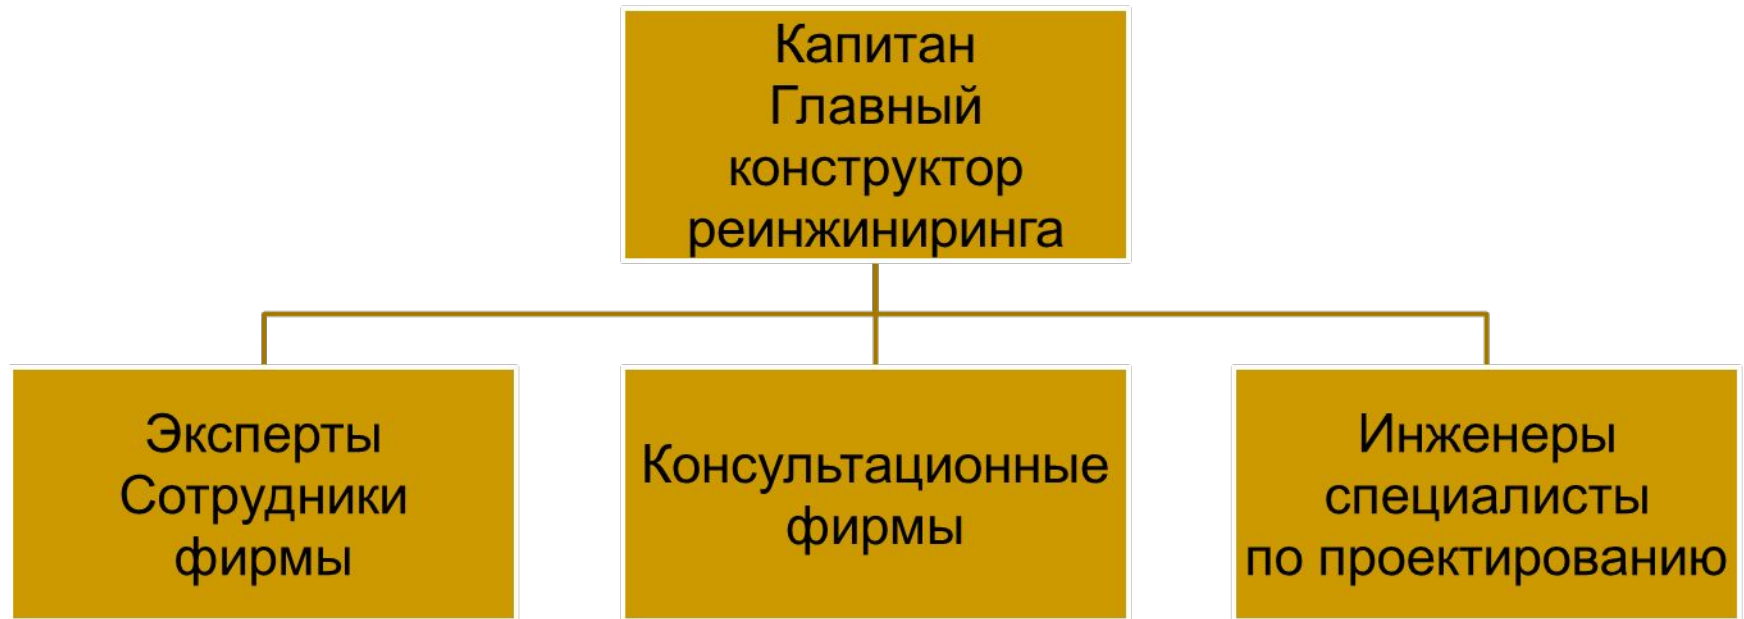 Капитан
Главный
конструктор
реинжиниринга
Эксперты
Сотрудники
фирмы
Консультационные
фирмы
Инженеры
специалисты
по проектированию